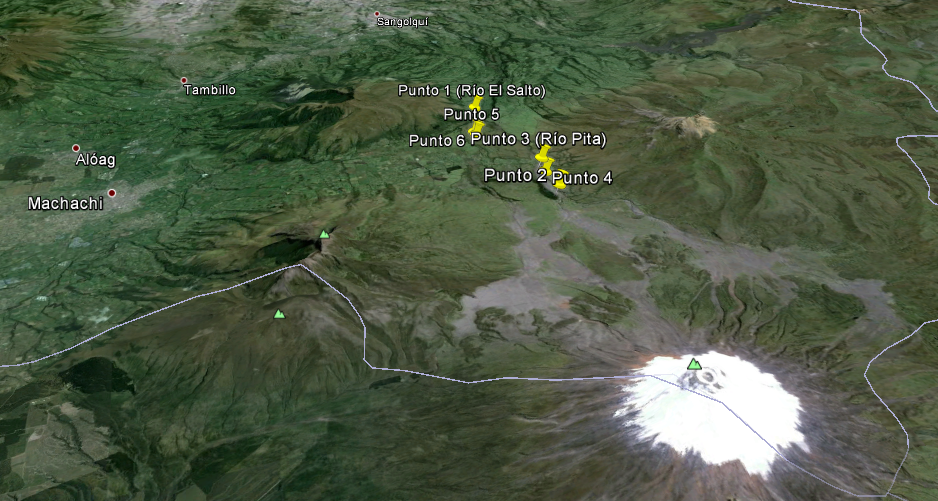 Sangolquí
Tambillo
Punto 1 (Río El Salto)
Punto 5
Punto 6
Punto 3 (Río Pita)
Alóag
Punto 2
Punto 4
Machachi